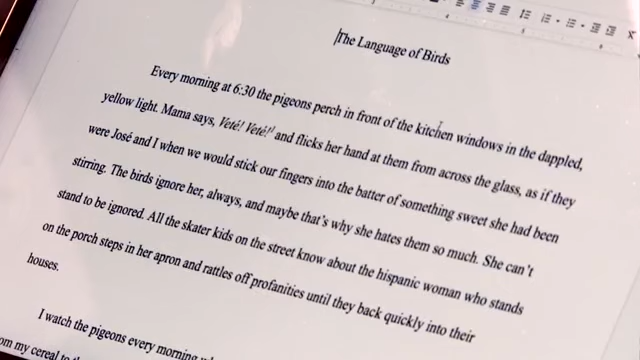 The Language of Birds
Every morning at 6:30 the pigeons perch in front of the kitchen windows in the dappled,
yellow light. Mama says, Veté! Veté! and flicks her hand at them from across the glass, as if they
were José and I when we would stick our fingers into the batter of something sweet she had been
stirring. The birds ignore her, always, and maybe that's why she hates them so much. She can't
stand to be ignored. All the skater kids on the street know about the hispanic woman who stands
on the porch steps in her apron and rattles off profanities until they back quickly into their
houses.
I watch the pigeons every morning
my cereal to